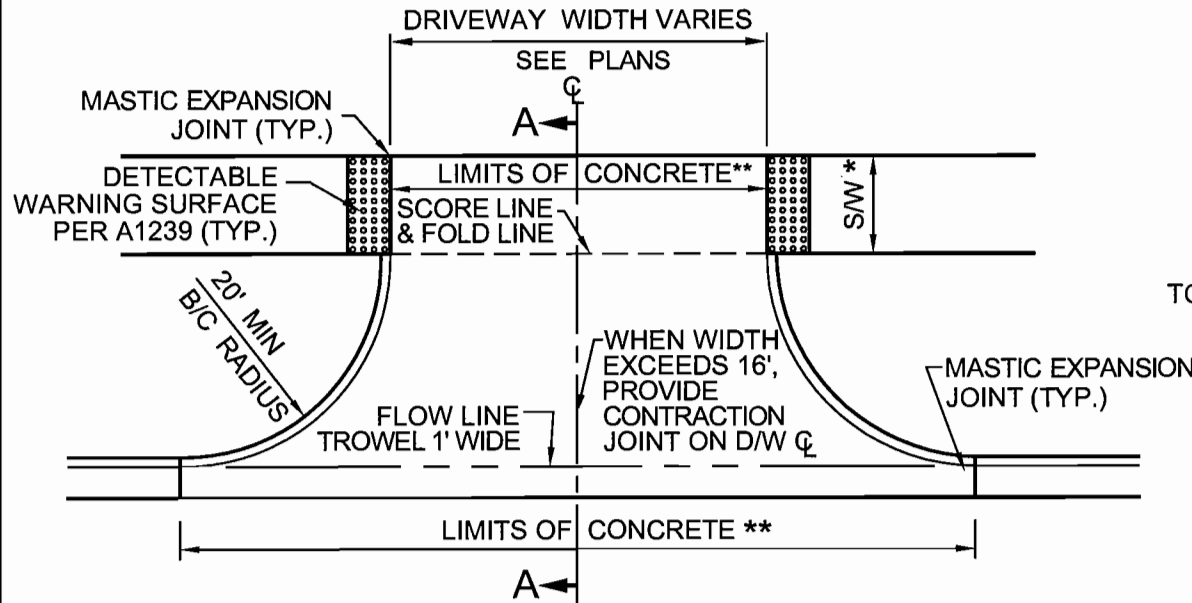 DRIVEWAY WIDTH VARIES
SEE PLANS
℄
A
MASTIC EXPANSION
JOINT (TYP.)
DETECTABLE
WARNING SURFACE
PER A1239 (TYP.)
LIMITS OF CONCRETE**
S/W *
SCORE LINE
& FOLD LINE
20' MIN
B/C RADIUS
TO
WHEN WIDTH
EXCEEDS 16',
PROVIDE
CONTRACTION
JOINT ON D/W ℄
MASTIC EXPANSION
JOINT (TYP.)
FLOW LINE
TROWEL 1' WIDE
LIMITS OF CONCRETE **
A